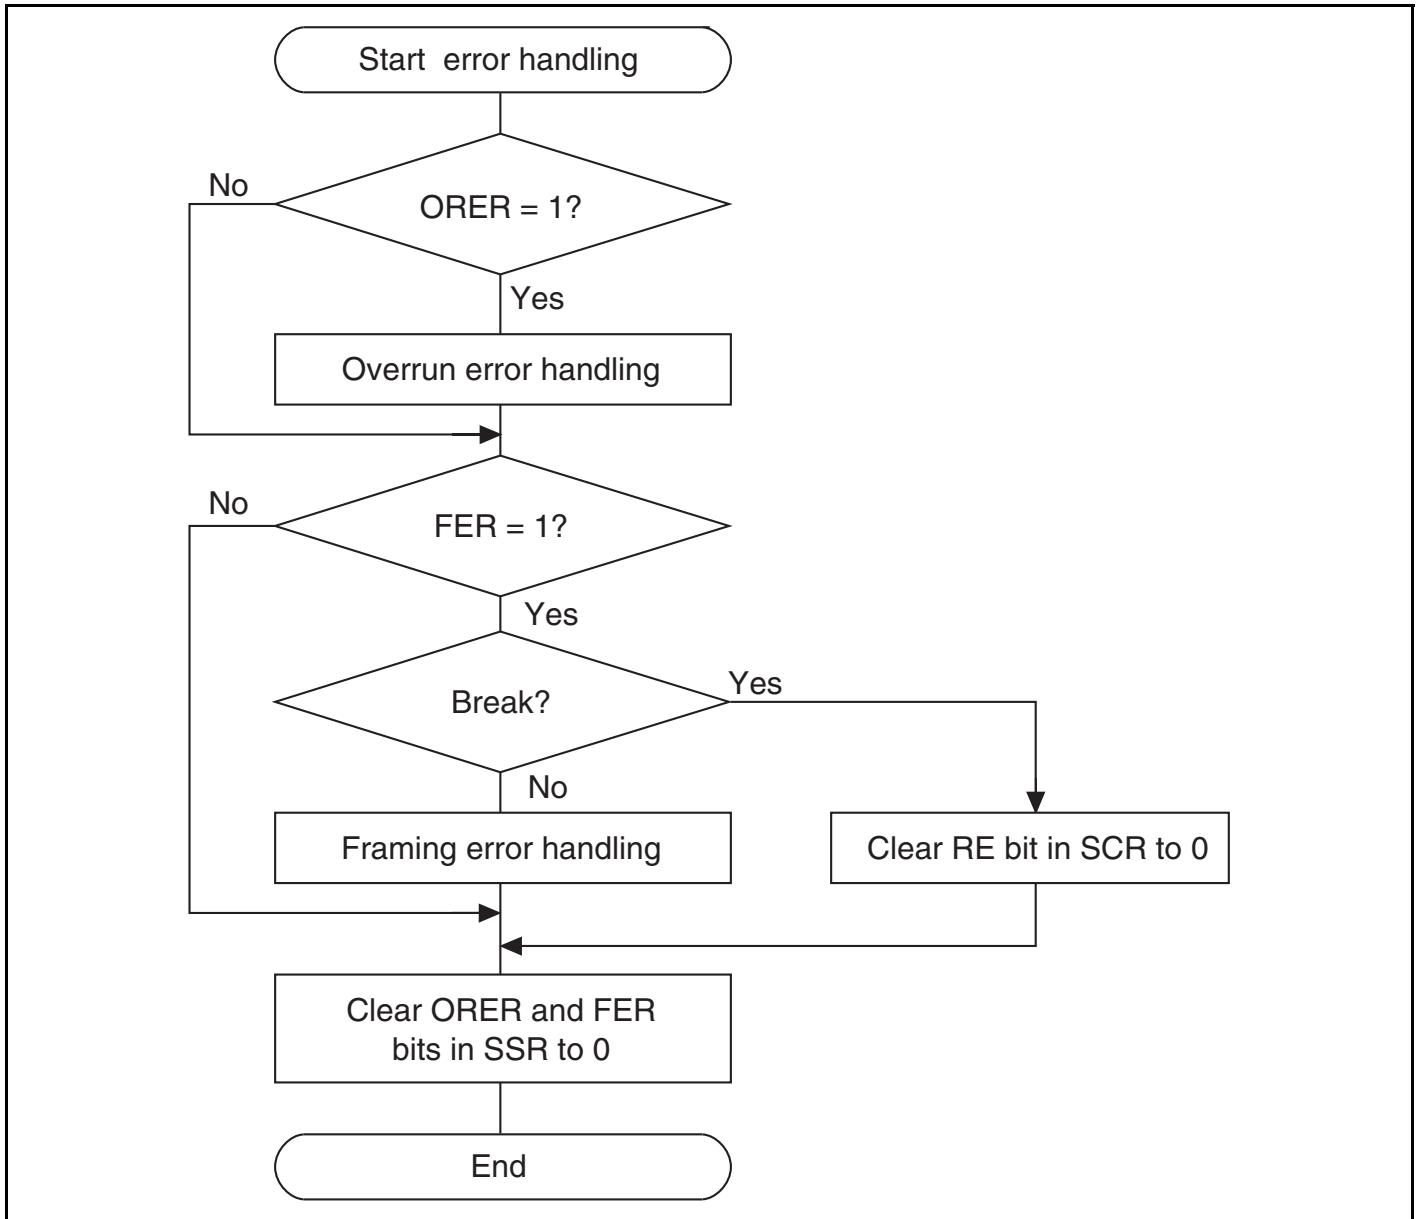 Start error handling
No
ORER = 1?
Yes
Overrun error handling
No
FER = 1?
Yes
Break?
Yes
No
Framing error handling
Clear RE bit in SCR to 0
Clear ORER and FER
bits in SSR to 0
End